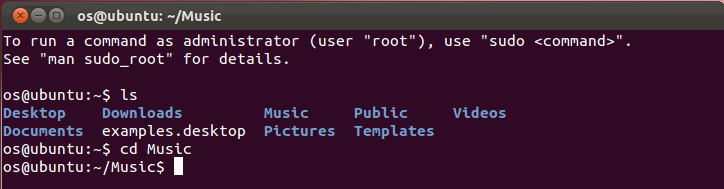 os@ubuntu: ~/Music
To run a command as administrator (user "root"), use "sudo <command>".
See "man sudo_root" for details.
os@ubuntu:~$ ls
Desktop    Downloads         Music     Public     Videos
Documents  examples.desktop  Pictures  Templates
os@ubuntu:~$ cd Music
os@ubuntu:~/Music$